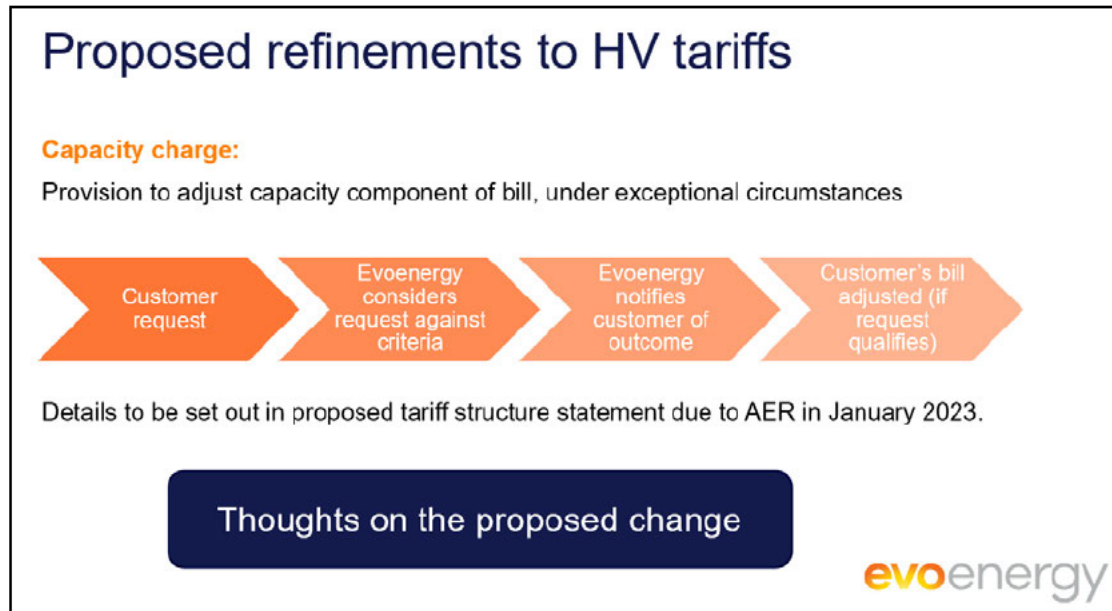 Proposed refinements to HV tariffs
Capacity charge:
Provision to adjust capacity component of bill, under exceptional circumstances
Customer
request
Evoenergy
considers
request against
criteria
Evoenergy
notifies
customer of
outcome
Customer's bill
adjusted (if
request
qualifies)
Details to be set out in proposed tariff structure statement due to AER in January 2023.
Thoughts on the proposed change
evoenergy